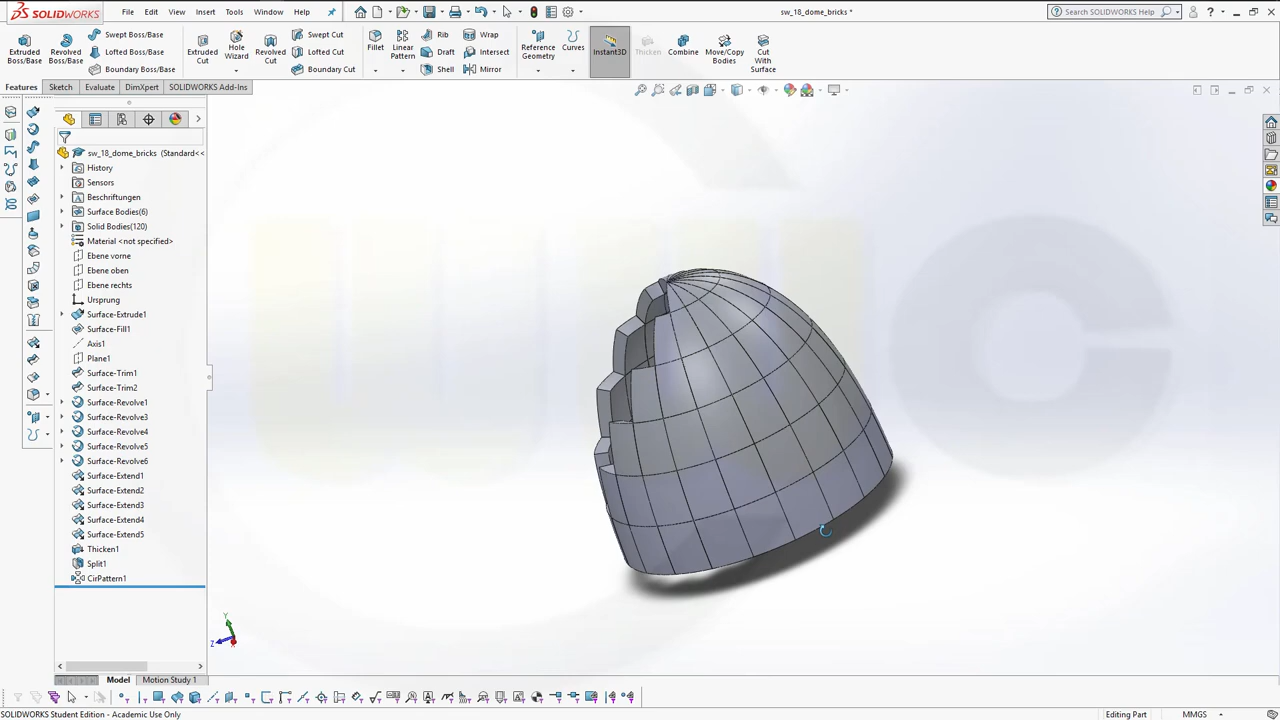 SOLIDWORKS
File Edit View Insert Tools Window Help
sw_18_dome_bricks *
Search SOLIDWORKS Help
Extruded Boss/Base
Revolved Boss/Base
Swept Boss/Base
Lofted Boss/Base
Boundary Boss/Base
Extruded Cut
Hole Wizard
Revolved Cut
Swept Cut
Lofted Cut
Boundary Cut
Fillet
Linear Pattern
Rib
Draft
Shell
Wrap
Intersect
Mirror
Reference Geometry
Curves
Instant3D
Thicken
Combine
Move/Copy Bodies
Cut With Surface
Features Sketch Evaluate DimXpert SOLIDWORKS Add-Ins
sw_18_dome_bricks (Standard<<
History
Sensors
Beschriftungen
Surface Bodies(6)
Solid Bodies(120)
Material <not specified>
Ebene vorne
Ebene oben
Ebene rechts
Ursprung
Surface-Extrude1
Surface-Fill1
Axis1
Plane1
Surface-Trim1
Surface-Trim2
Surface-Revolve1
Surface-Revolve3
Surface-Revolve4
Surface-Revolve5
Surface-Revolve6
Surface-Extend1
Surface-Extend2
Surface-Extend3
Surface-Extend4
Surface-Extend5
Thicken1
Split1
CirPattern1
Y
Z
X
Model Motion Study 1
SOLIDWORKS Student Edition - Academic Use Only
Editing Part
MMGS